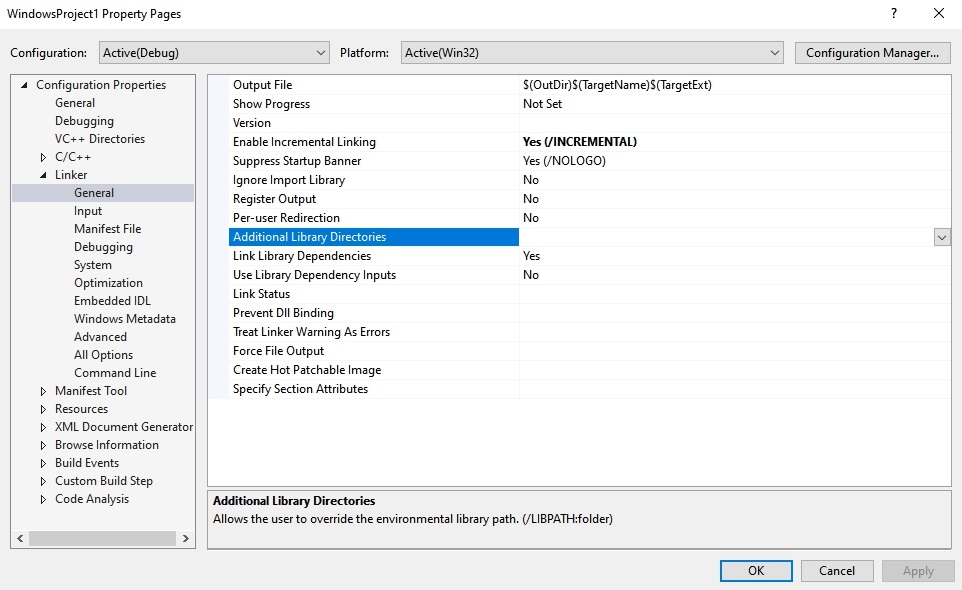 WindowsProject1 Property Pages
?
Configuration: Active(Debug) Platform: Active(Win32) Configuration Manager...
Configuration Properties
General
Debugging
VC++ Directories
C/C++
Linker
General
Input
Manifest File
Debugging
System
Optimization
Embedded IDL
Windows Metadata
Advanced
All Options
Command Line
Manifest Tool
Resources
XML Document Generator
Browse Information
Build Events
Custom Build Step
Code Analysis
Output File $(OutDir)$(TargetName)$(TargetExt)
Show Progress Not Set
Version
Enable Incremental Linking Yes (/INCREMENTAL)
Suppress Startup Banner Yes (/NOLOGO)
Ignore Import Library No
Register Output No
Per-user Redirection No
Additional Library Directories
Link Library Dependencies Yes
Use Library Dependency Inputs No
Link Status
Prevent Dll Binding
Treat Linker Warning As Errors
Force File Output
Create Hot Patchable Image
Specify Section Attributes
Additional Library Directories
Allows the user to override the environmental library path. (/LIBPATH:folder)
OK Cancel Apply